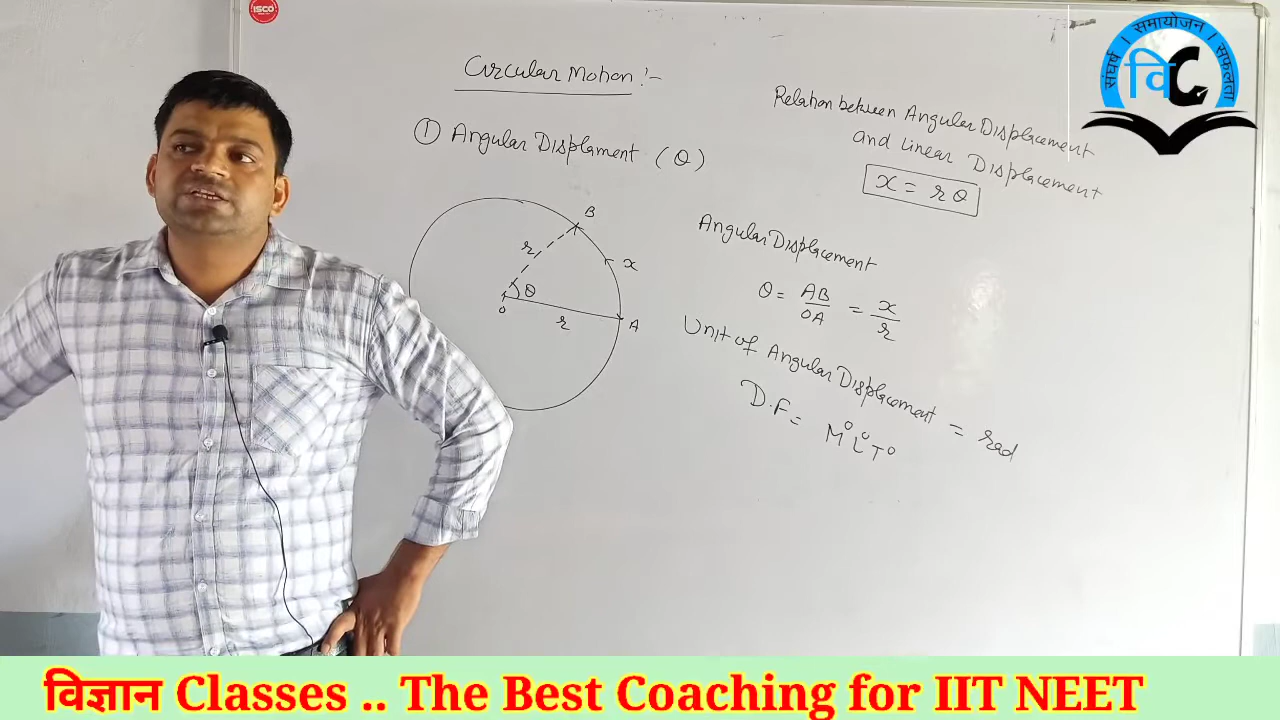 ISCO
Circular Motion :-
① Angular Displament (θ)
B
r
x
θ
O
r
A
Relation between Angular Displacement
and Linear Displacement
x = rθ
Angular Displacement
θ = AB/OA = x/r
Unit of Angular Displacement = rad
D.F = M⁰L⁰T⁰
संघर्ष । समायोजन । सफलता
विC
विज्ञान Classes .. The Best Coaching for IIT NEET